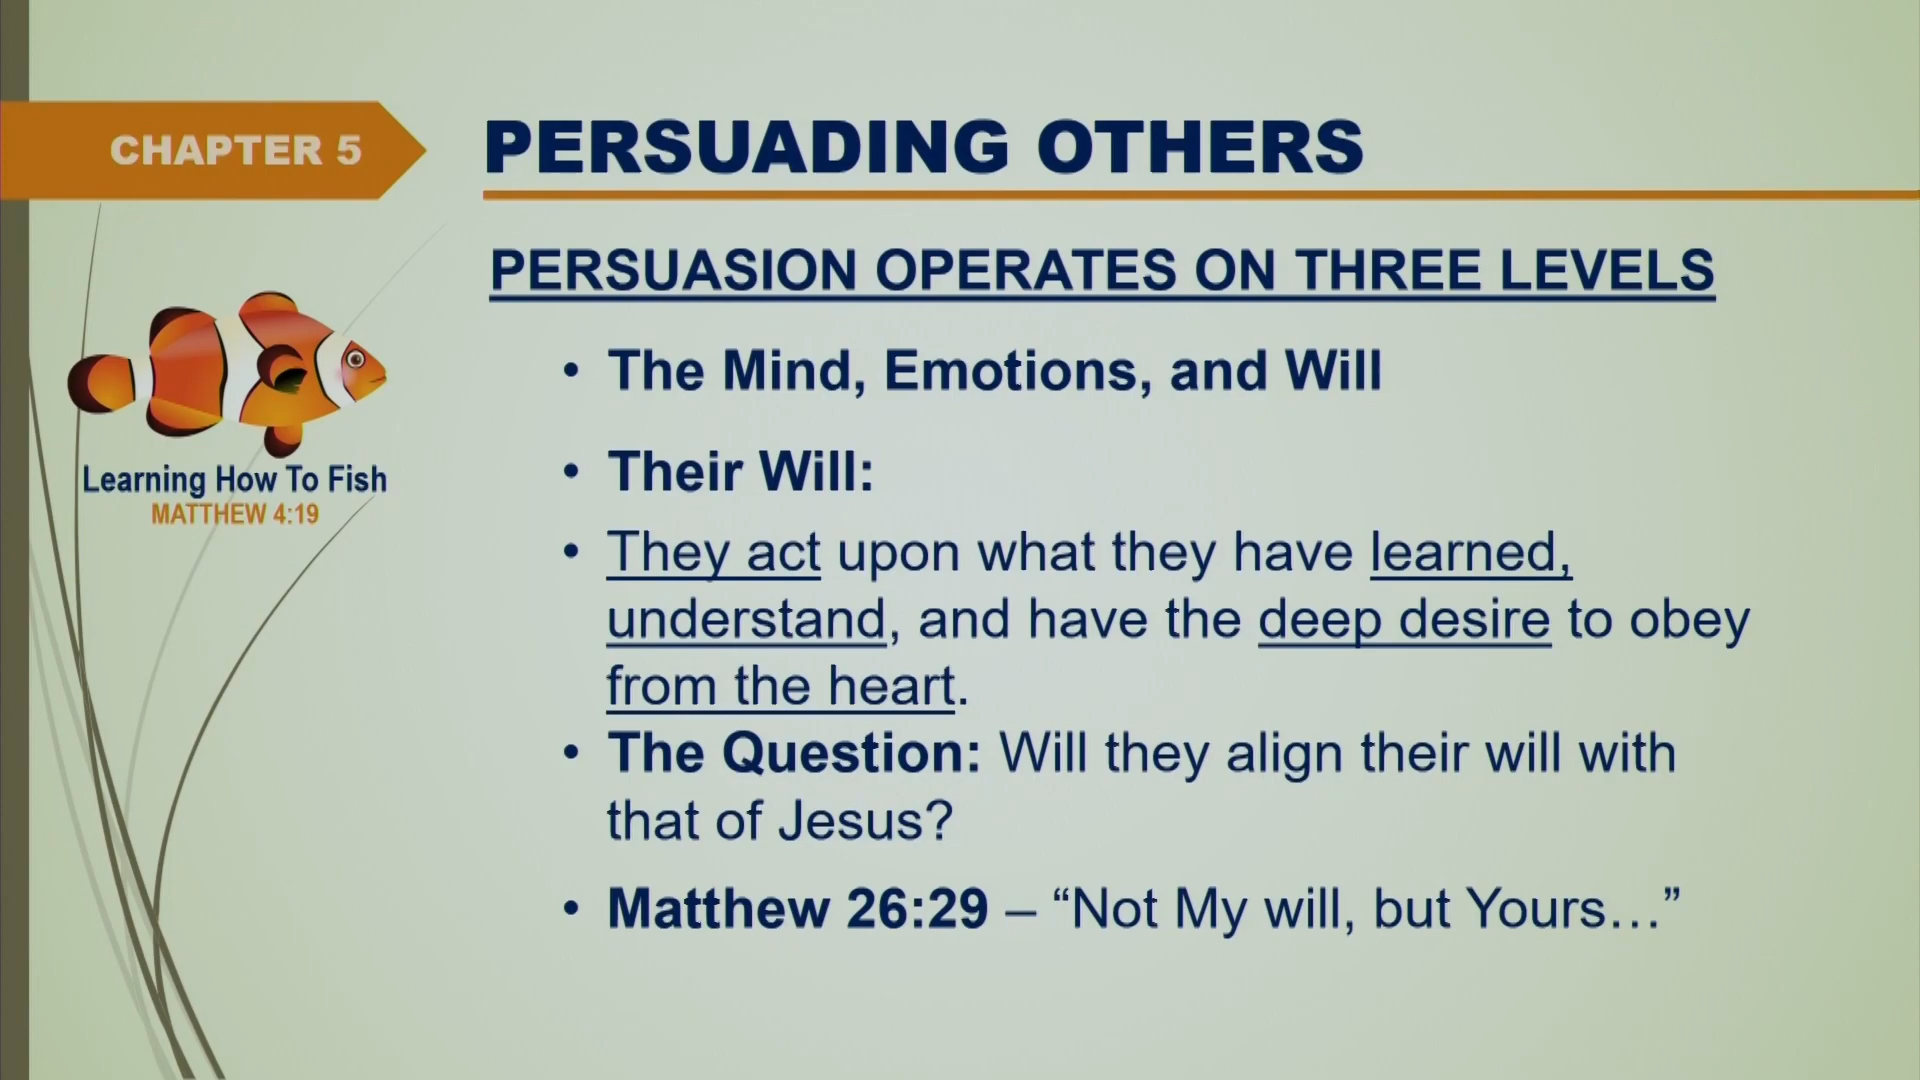 CHAPTER 5
PERSUADING OTHERS
PERSUASION OPERATES ON THREE LEVELS
• The Mind, Emotions, and Will
• Their Will:
• They act upon what they have learned,
understand, and have the deep desire to obey
from the heart.
• The Question: Will they align their will with
that of Jesus?
• Matthew 26:29 – “Not My will, but Yours…”
Learning How To Fish
MATTHEW 4:19